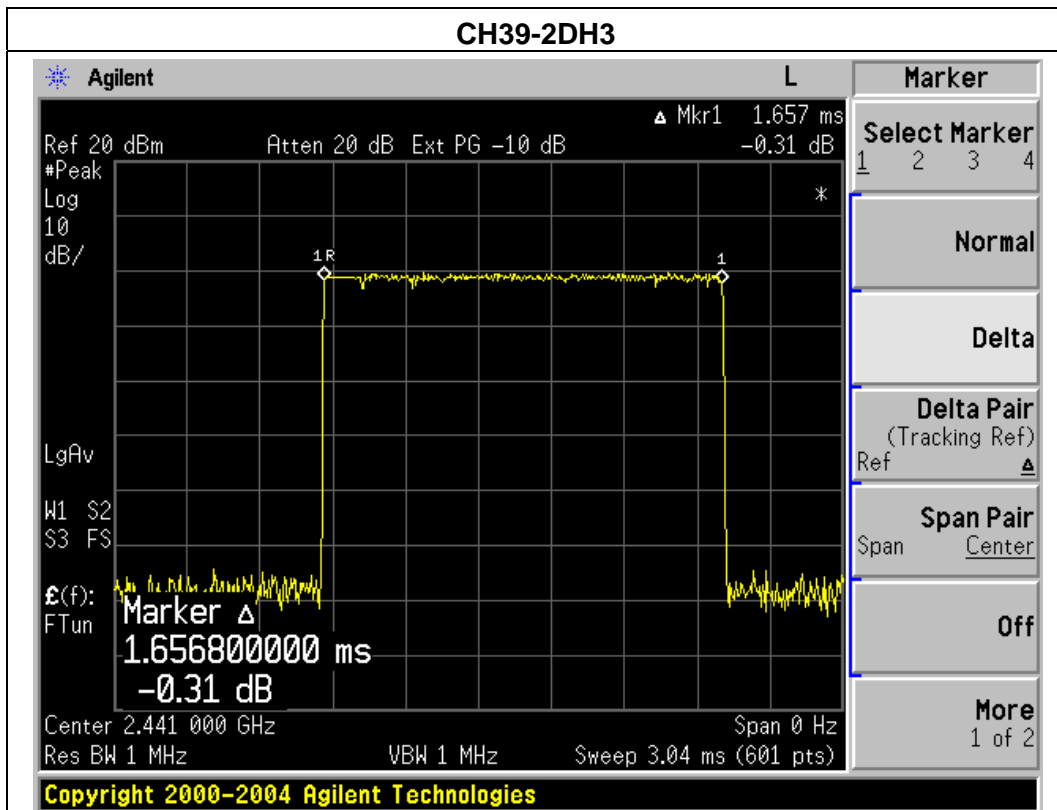 CH39-2DH3
Agilent L Marker
Δ Mkr1 1.657 ms
Ref 20 dBm Atten 20 dB Ext PG -10 dB -0.31 dB
#Peak
Log
10
dB/
*
1R
1
LgAv
W1 S2
S3 FS
£(f):
FTun
Marker Δ
1.656800000 ms
-0.31 dB
Center 2.441 000 GHz Span 0 Hz
Res BW 1 MHz VBW 1 MHz Sweep 3.04 ms (601 pts)
Copyright 2000-2004 Agilent Technologies
Select Marker
1 2 3 4
Normal
Delta
Delta Pair
(Tracking Ref)
Ref Δ
Span Pair
Span Center
Off
More
1 of 2